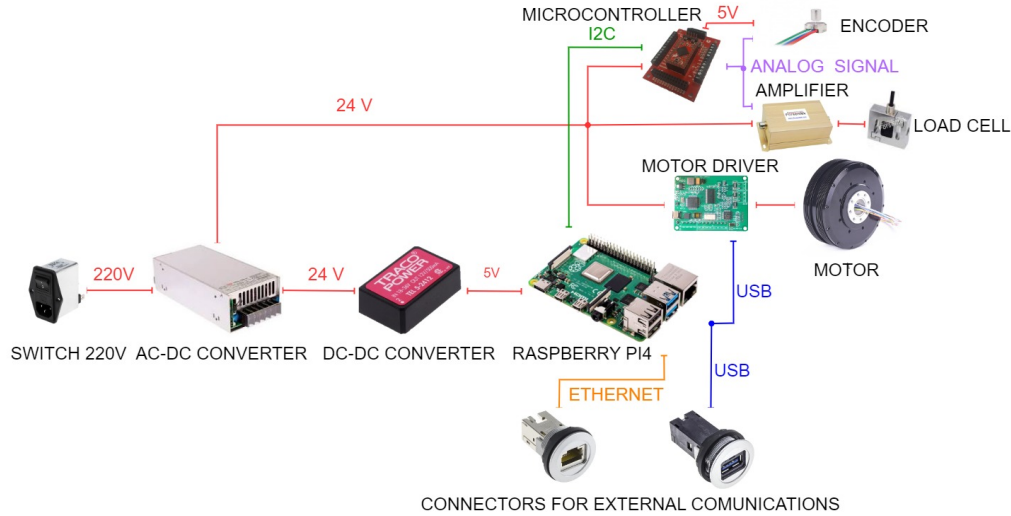 MICROCONTROLLER
5V
ENCODER
I2C
ANALOG SIGNAL
AMPLIFIER
24 V
LOAD CELL
MOTOR DRIVER
MOTOR
220V
24 V
TRACO
POWER
5V
USB
SWITCH 220V
AC-DC CONVERTER
DC-DC CONVERTER
RASPBERRY PI4
USB
ETHERNET
CONNECTORS FOR EXTERNAL COMUNICATIONS